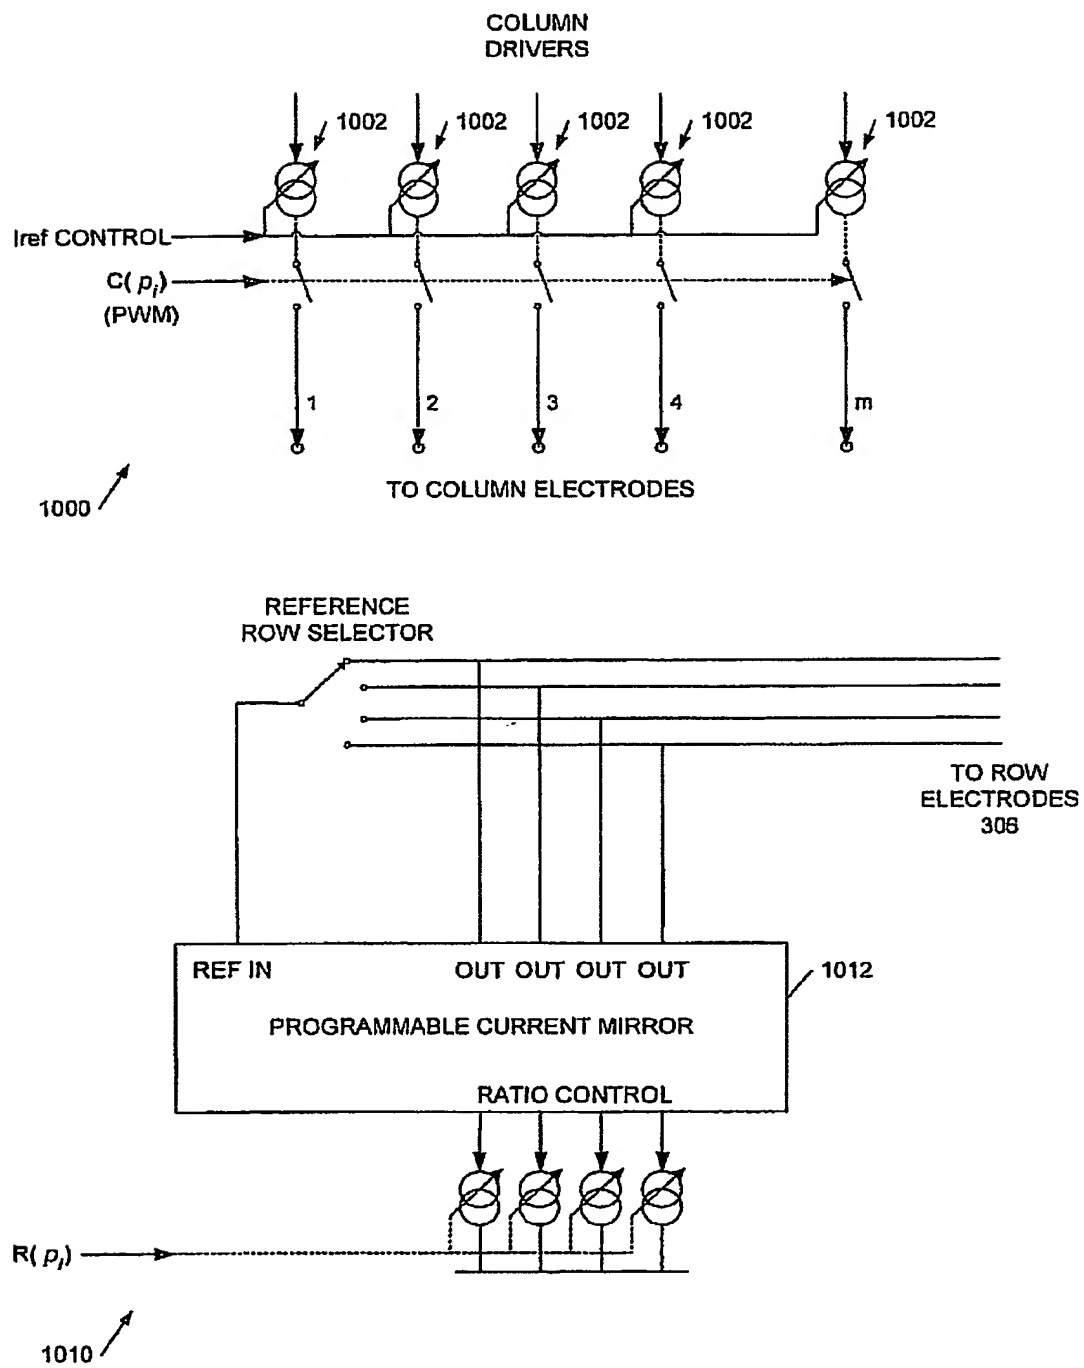 COLUMN
DRIVERS
1002 1002 1002 1002 1002
Iref CONTROL
C( pi )
(PWM)
1 2 3 4 m
TO COLUMN ELECTRODES
1000
REFERENCE
ROW SELECTOR
TO ROW
ELECTRODES
306
REF IN OUT OUT OUT OUT
1012
PROGRAMMABLE CURRENT MIRROR
RATIO CONTROL
R( pi )
1010